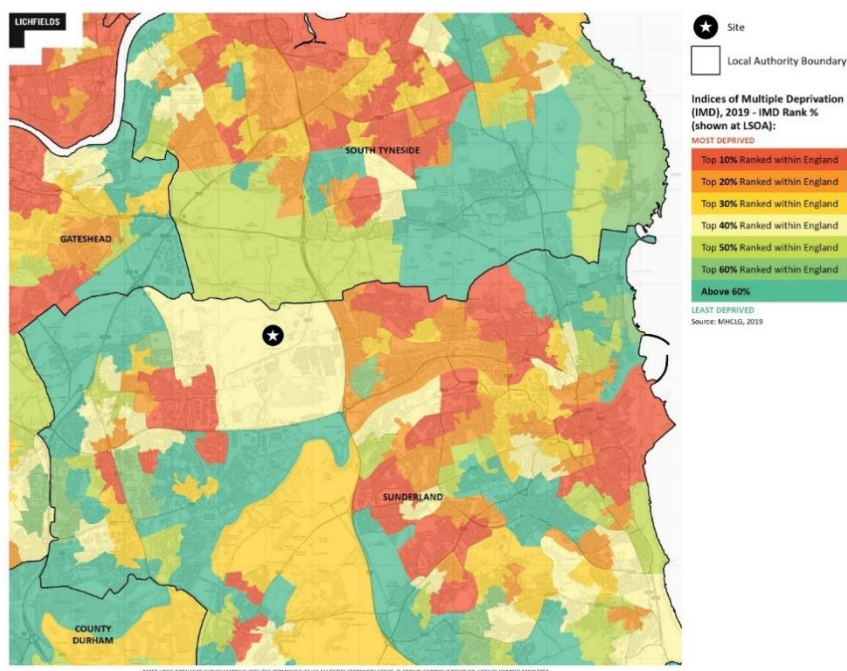 LICHFIELDS
Site
Local Authority Boundary
Indices of Multiple Deprivation
(IMD), 2019 - IMD Rank %
(shown at LSOA):
MOST DEPRIVED
Top 10% Ranked within England
Top 20% Ranked within England
Top 30% Ranked within England
Top 40% Ranked within England
Top 50% Ranked within England
Top 60% Ranked within England
Above 60%
LEAST DEPRIVED
Source: MHCLG, 2019
SOUTH TYNESIDE
GATESHEAD
SUNDERLAND
COUNTY
DURHAM